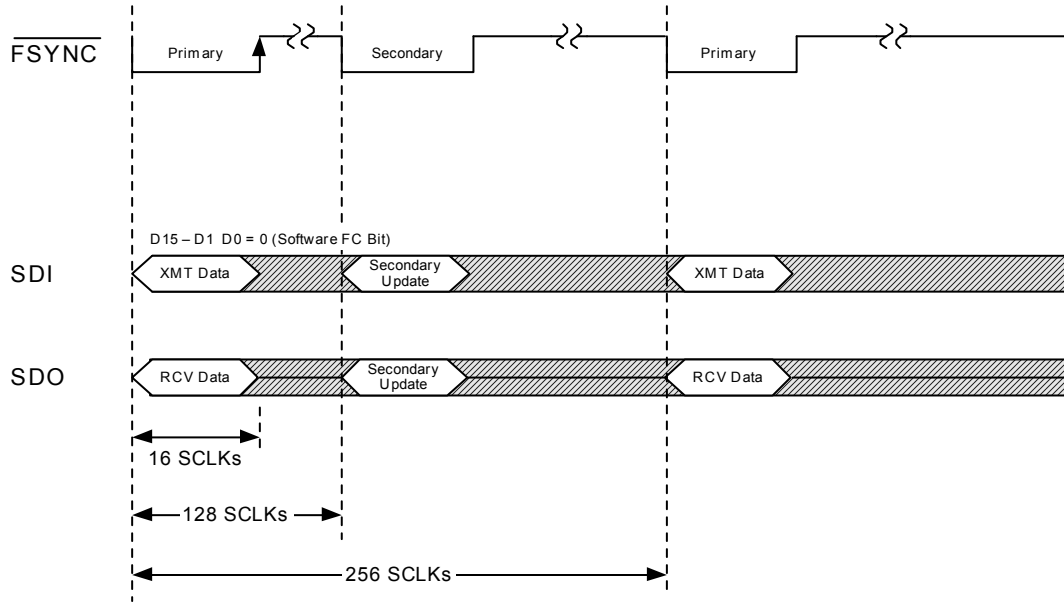 FSYNC
Primary
Secondary
Primary
D15 – D1 D0 = 0 (Software FC Bit)
SDI
XMT Data
Secondary
Update
XMT Data
SDO
RCV Data
Secondary
Update
RCV Data
16 SCLKs
128 SCLKs
256 SCLKs